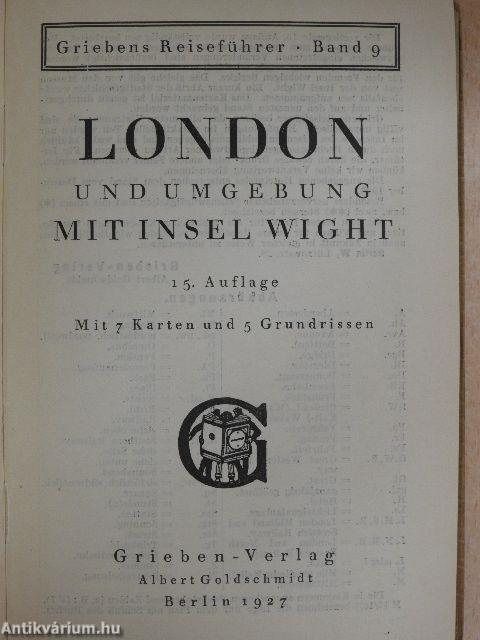 Griebens Reiseführer · Band 9
LONDON
UND UMGEBUNG
MIT INSEL WIGHT
15. Auflage
Mit 7 Karten und 5 Grundrissen
G
Grieben-Verlag
Albert Goldschmidt
Berlin 1927
Antikvárium.hu